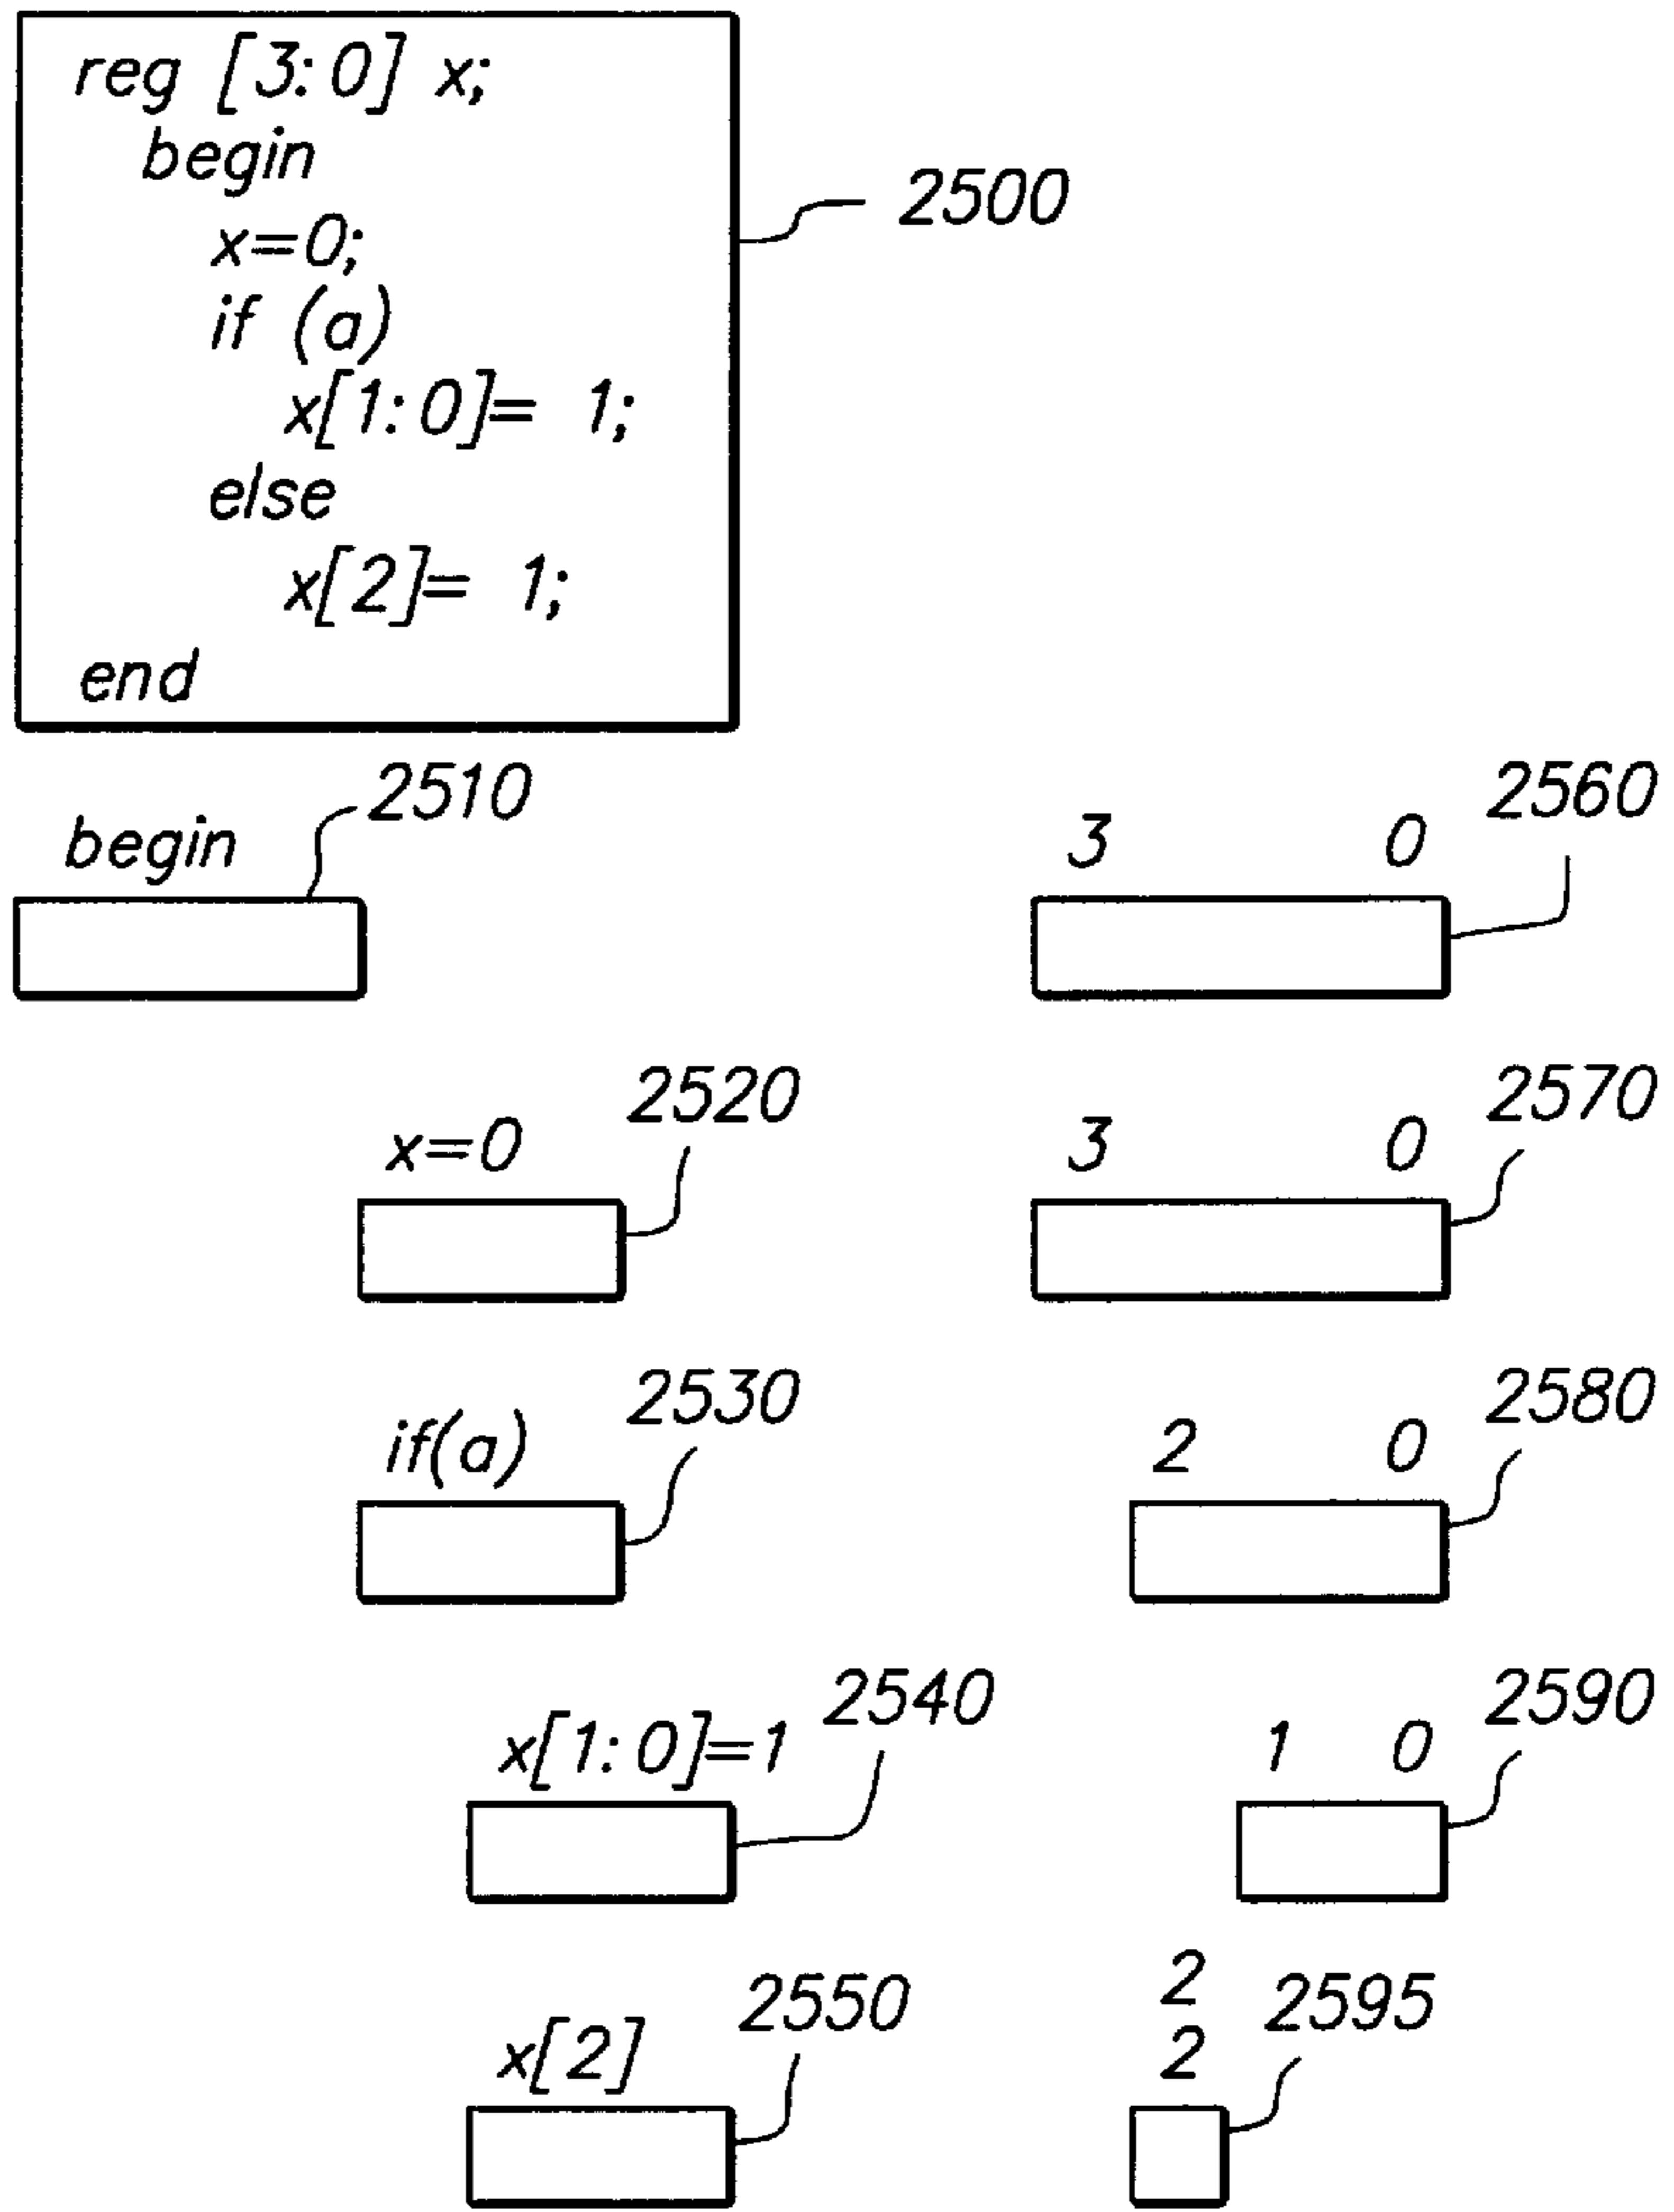 reg [3:0] x;
begin
x=0;
if (a)
x[1:0]= 1;
else
x[2]= 1;
end
2500
begin
2510
3 0
2560
x=0
2520
3 0
2570
if(a)
2530
2 0
2580
x[1:0]=1
2540
1 0
2590
x[2]
2550
2
2
2595